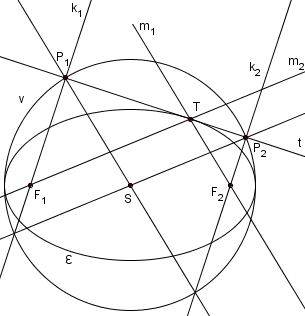 k₁
m₁
P₁
k₂
m₂
v
T
t
P₂
F₁
S
F₂
ε